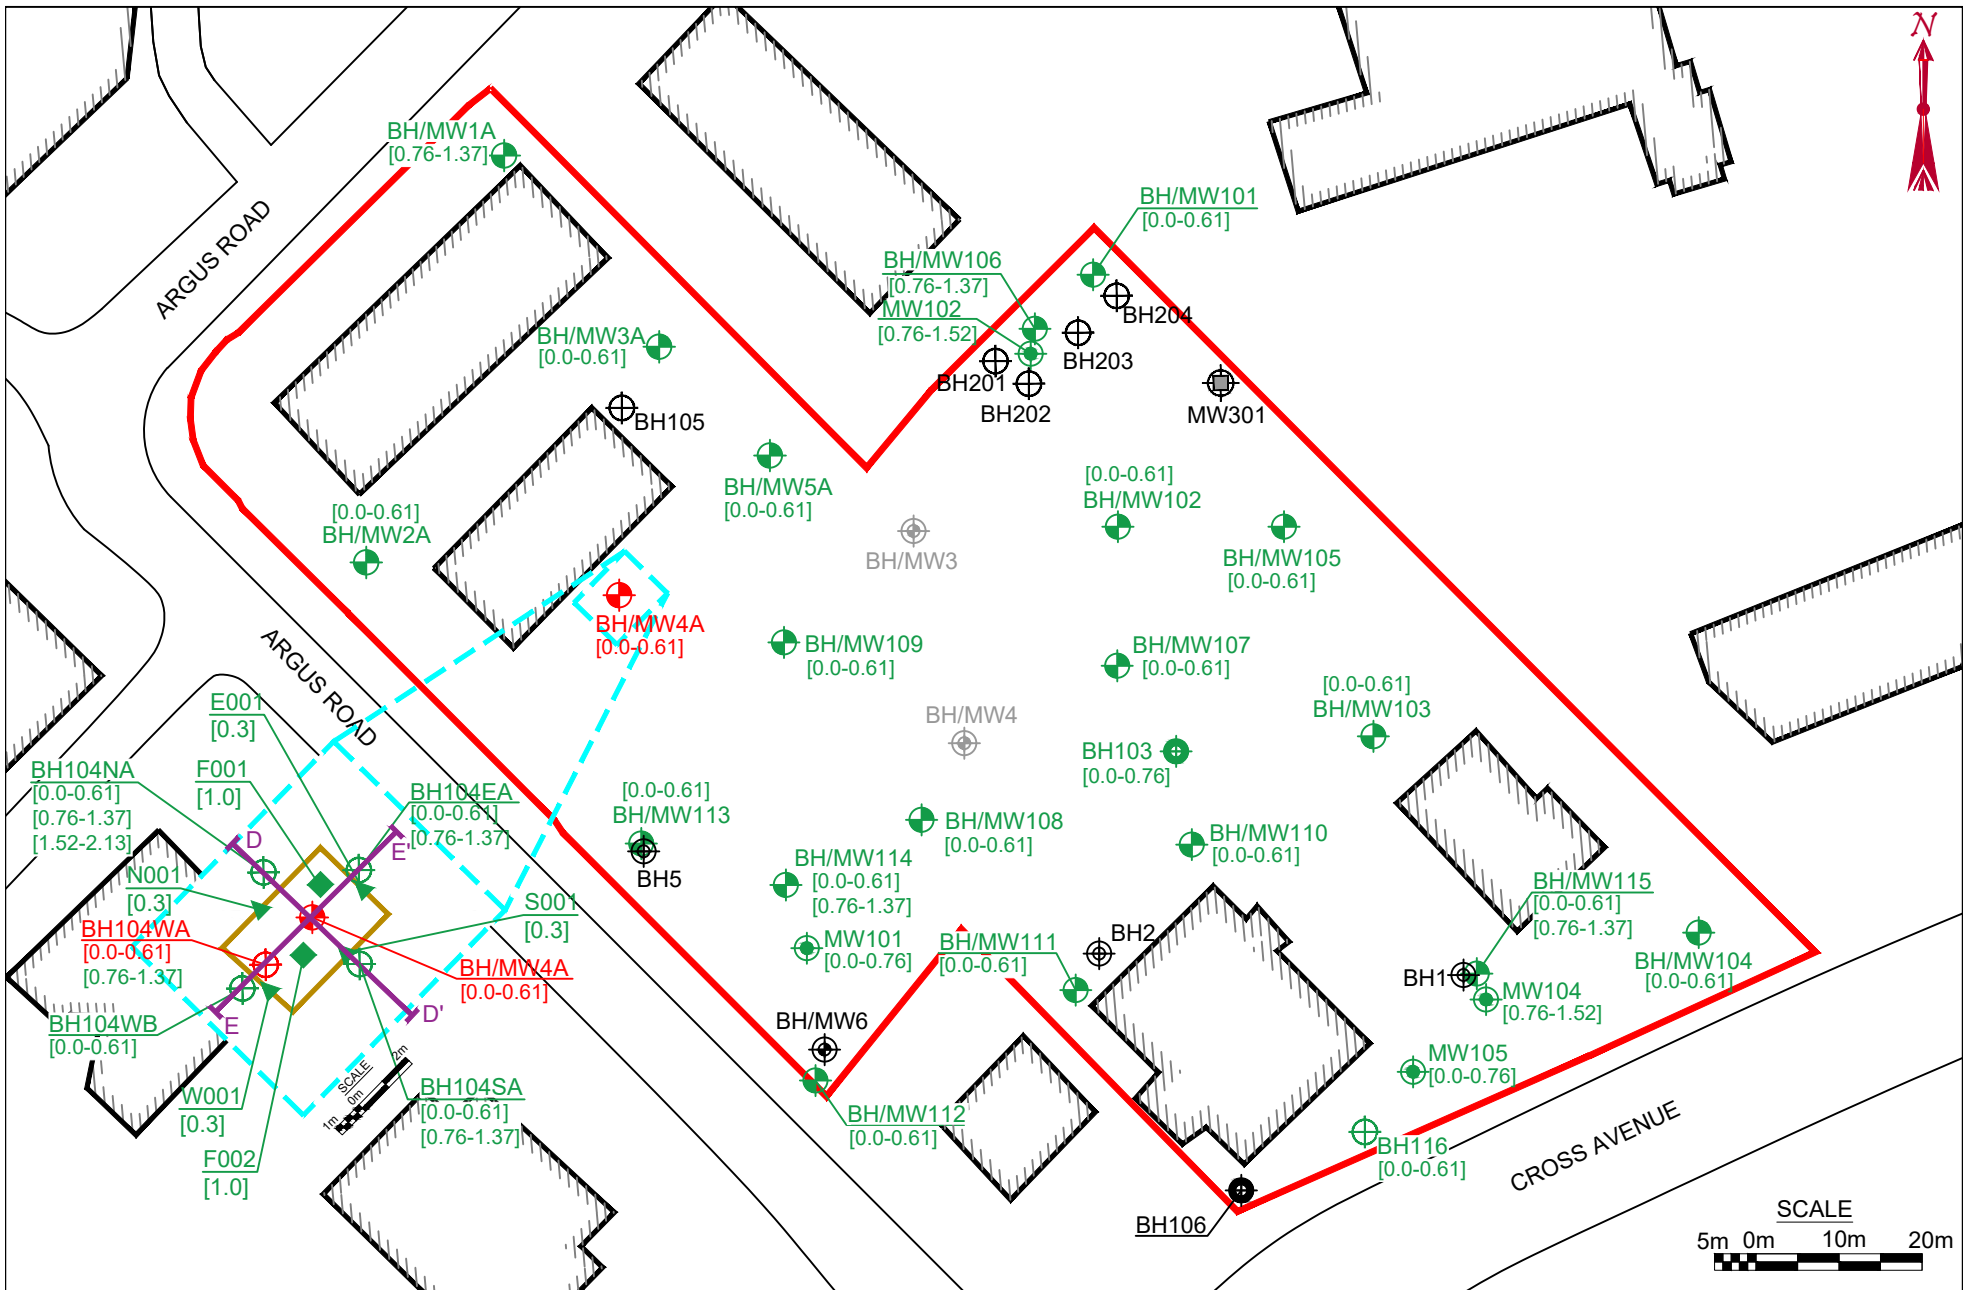 N
BH/MW1A
[0.76-1.37]
ARGUS ROAD
BH/MW101
[0.0-0.61]
BH/MW106
[0.76-1.37]
MW102
[0.76-1.52]
BH204
BH203
BH201
BH202
MW301
BH/MW3A
[0.0-0.61]
BH105
BH/MW5A
[0.0-0.61]
[0.0-0.61]
BH/MW2A
BH/MW3
[0.0-0.61]
BH/MW102
BH/MW105
[0.0-0.61]
BH/MW4A
[0.0-0.61]
BH/MW109
[0.0-0.61]
BH/MW107
[0.0-0.61]
[0.0-0.61]
BH/MW103
ARGUS ROAD
BH/MW4
BH103
[0.0-0.76]
E001
[0.3]
F001
[1.0]
BH104NA
[0.0-0.61]
[0.76-1.37]
[1.52-2.13]
BH104EA
[0.0-0.61]
[0.76-1.37]
D
E'
N001
[0.3]
BH104WA
[0.0-0.61]
[0.76-1.37]
S001
[0.3]
BH/MW4A
[0.0-0.61]
E
D'
BH104WB
[0.0-0.61]
W001
[0.3]
F002
[1.0]
BH104SA
[0.0-0.61]
[0.76-1.37]
SCALE
1m 0m 2m
[0.0-0.61]
BH/MW113
BH5
BH/MW108
[0.0-0.61]
BH/MW110
[0.0-0.61]
BH/MW114
[0.0-0.61]
[0.76-1.37]
MW101
[0.0-0.76]
BH/MW111
[0.0-0.61]
BH2
BH/MW115
[0.0-0.61]
[0.76-1.37]
BH1
MW104
[0.76-1.52]
BH/MW104
[0.0-0.61]
BH/MW6
BH/MW112
[0.0-0.61]
MW105
[0.0-0.76]
BH116
[0.0-0.61]
BH106
CROSS AVENUE
SCALE
5m 0m 10m 20m